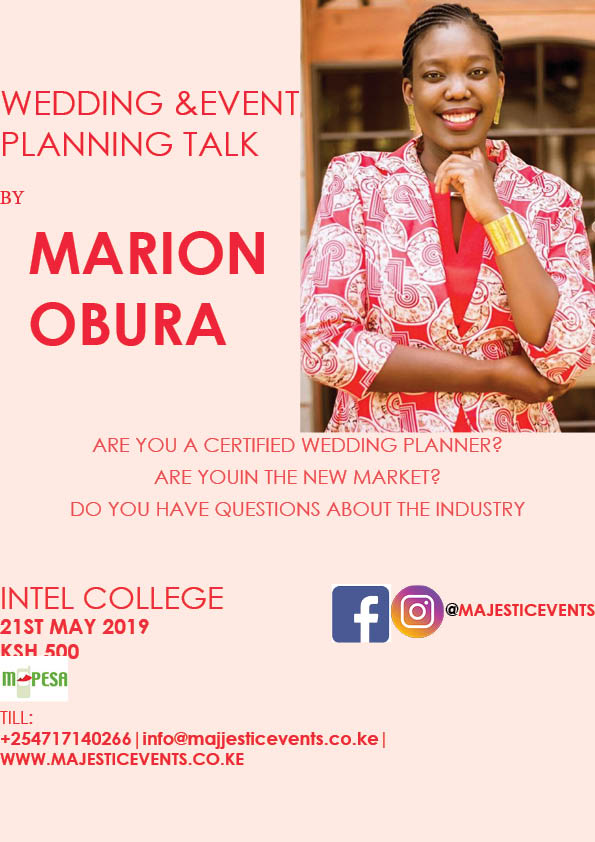 WEDDING &EVENT
PLANNING TALK
BY
MARION
OBURA
ARE YOU A CERTIFIED WEDDING PLANNER?
ARE YOUIN THE NEW MARKET?
DO YOU HAVE QUESTIONS ABOUT THE INDUSTRY
INTEL COLLEGE
21ST MAY 2019
KSH 500
@MAJESTICEVENTS
M-PESA
TILL:
+254717140266|info@majjesticevents.co.ke|
WWW.MAJESTICEVENTS.CO.KE